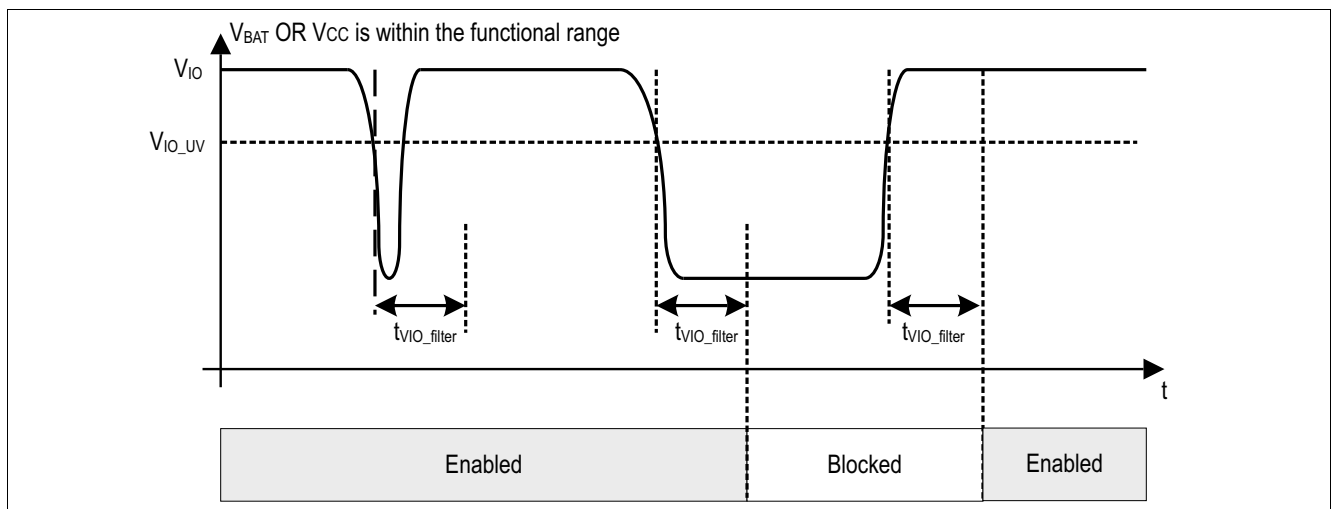 VBAT OR VCC is within the functional range
VIO
VIO_UV
tVIO_filter tVIO_filter tVIO_filter
t
Enabled Blocked Enabled